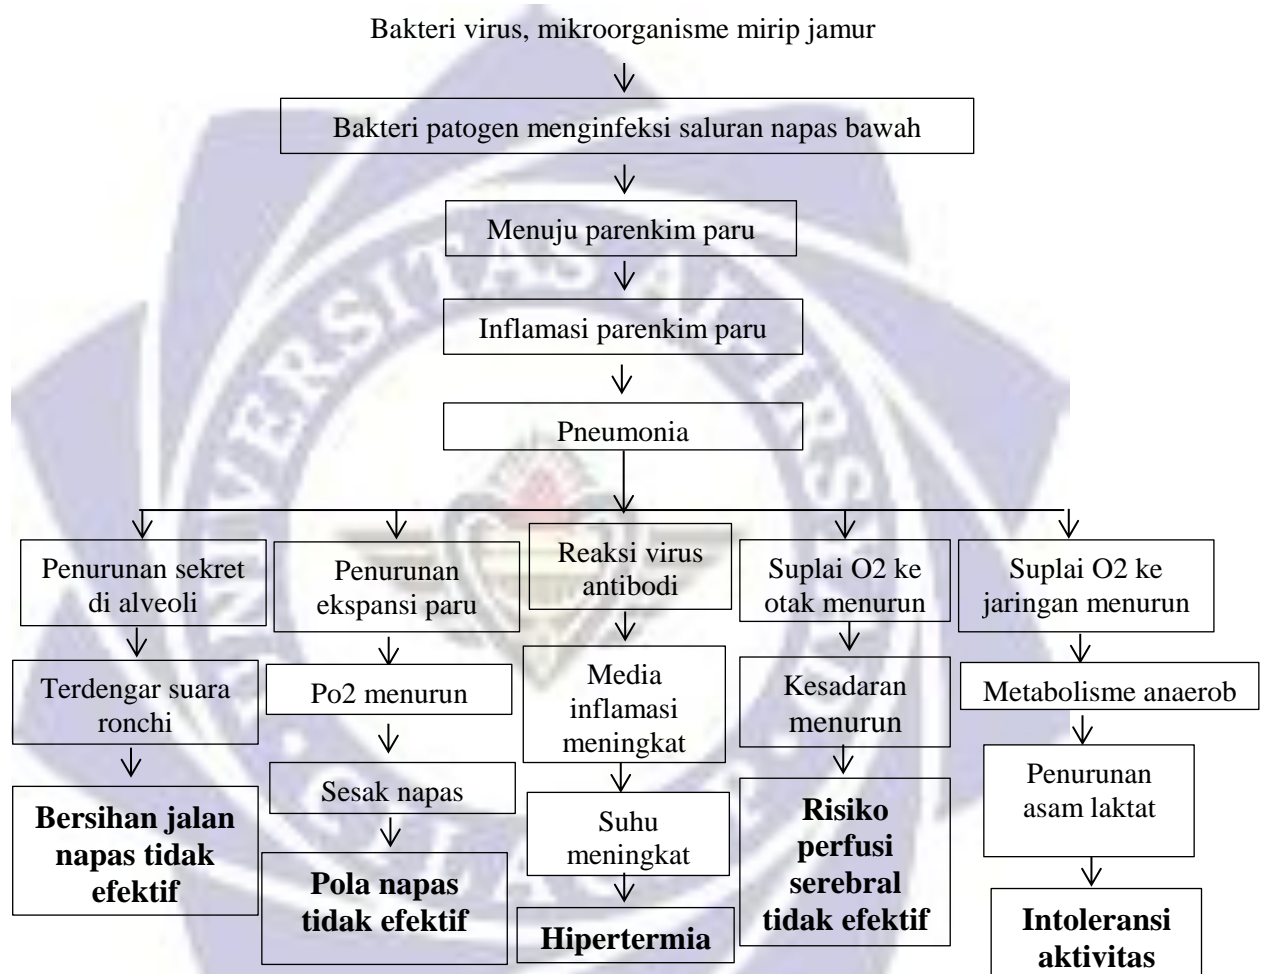 Bakteri virus, mikroorganisme mirip jamur
Bakteri patogen menginfeksi saluran napas bawah
Menuju parenkim paru
Inflamasi parenkim paru
Pneumonia
Penurunan sekret
di alveoli
Penurunan
ekspansi paru
Reaksi virus
antibodi
Suplai O2 ke
otak menurun
Suplai O2 ke
jaringan menurun
Terdengar suara
ronchi
Po2 menurun
Media
inflamasi
meningkat
Kesadaran
menurun
Metabolisme anaerob
Bersihan jalan
napas tidak
efektif
Sesak napas
Suhu
meningkat
Risiko
perfusi
serebral
tidak efektif
Penurunan
asam laktat
Pola napas
tidak efektif
Hipertermia
Intoleransi
aktivitas